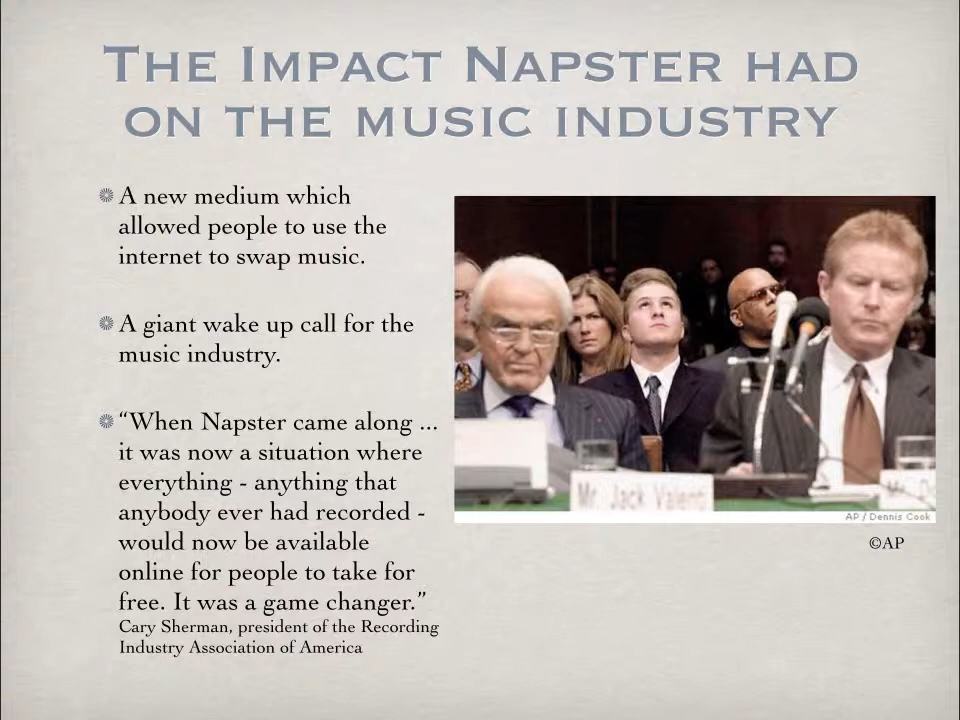 The Impact Napster had
on the music industry
A new medium which
allowed people to use the
internet to swap music.
A giant wake up call for the
music industry.
“When Napster came along ...
it was now a situation where
everything - anything that
anybody ever had recorded -
would now be available
online for people to take for
free. It was a game changer.”
Cary Sherman, president of the Recording
Industry Association of America
Mr. Jack Valenti
AP / Dennis Cook
©AP